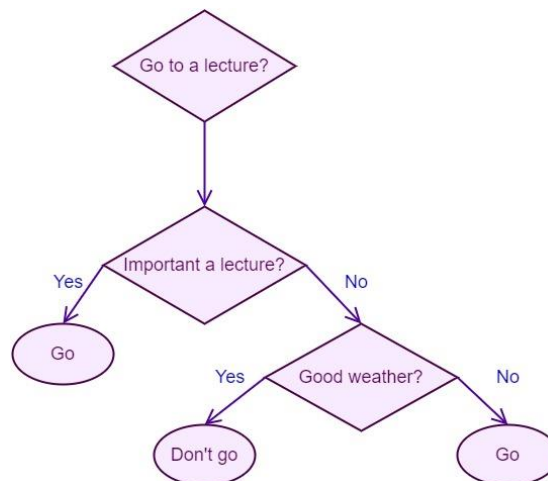 Go to a lecture?
Important a lecture?
Yes
No
Go
Good weather?
Yes
No
Don't go
Go